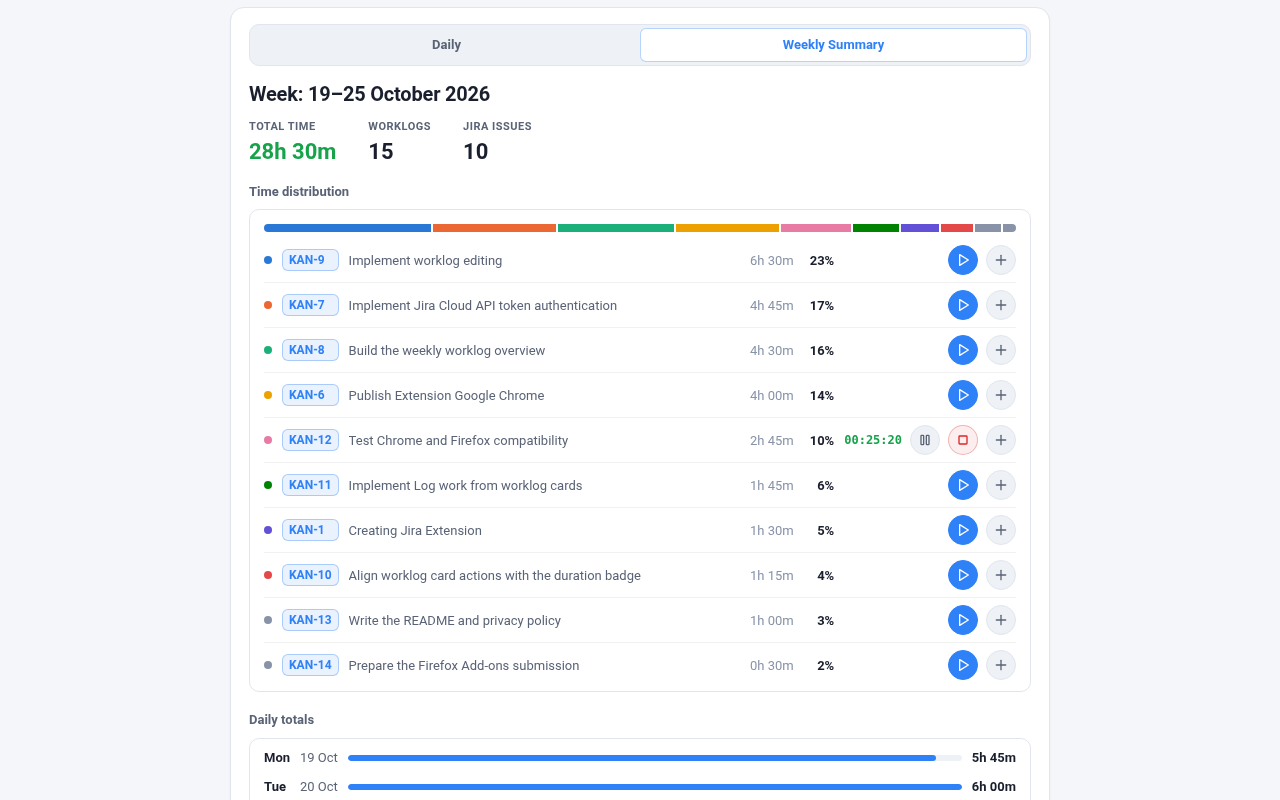 Daily
Weekly Summary
Week: 19–25 October 2026
TOTAL TIME WORKLOGS JIRA ISSUES
28h 30m 15 10
Time distribution
KAN-9 Implement worklog editing 6h 30m 23%
KAN-7 Implement Jira Cloud API token authentication 4h 45m 17%
KAN-8 Build the weekly worklog overview 4h 30m 16%
KAN-6 Publish Extension Google Chrome 4h 00m 14%
KAN-12 Test Chrome and Firefox compatibility 2h 45m 10% 00:25:20
KAN-11 Implement Log work from worklog cards 1h 45m 6%
KAN-1 Creating Jira Extension 1h 30m 5%
KAN-10 Align worklog card actions with the duration badge 1h 15m 4%
KAN-13 Write the README and privacy policy 1h 00m 3%
KAN-14 Prepare the Firefox Add-ons submission 0h 30m 2%
Daily totals
Mon 19 Oct 5h 45m
Tue 20 Oct 6h 00m